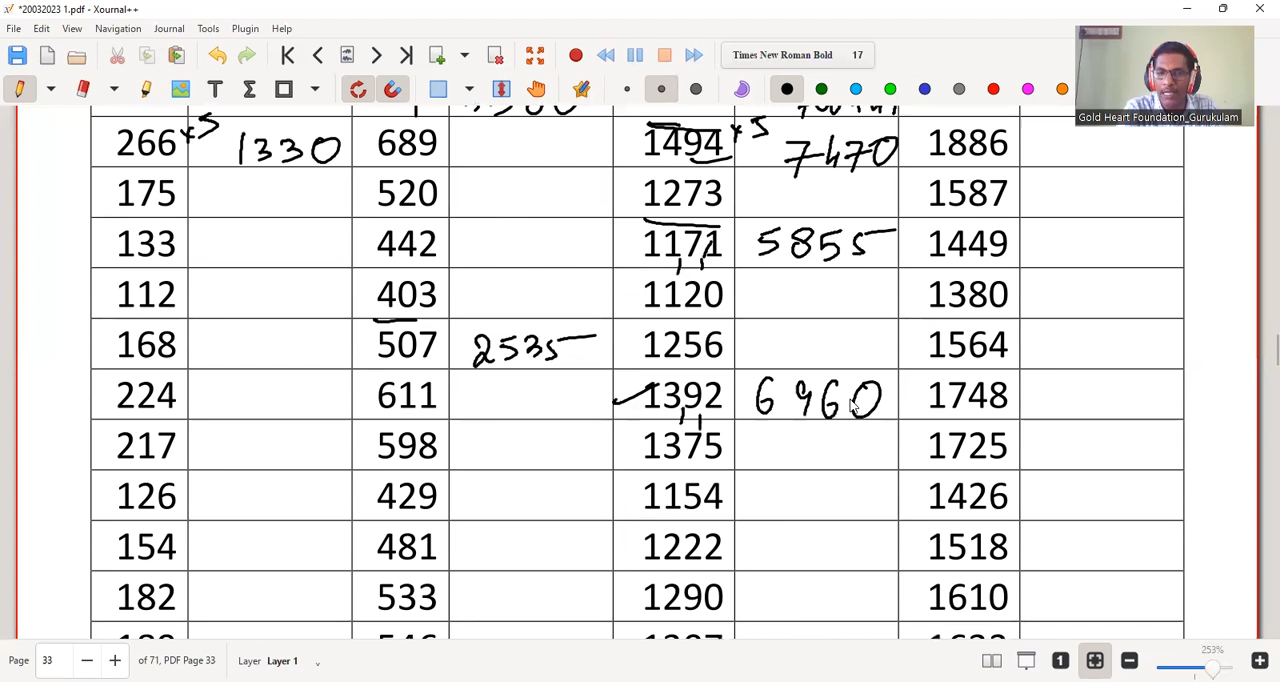 *20032023 1.pdf - Xournal++
File Edit View Navigation Journal Tools Plugin Help
Times New Roman Bold 17
Gold Heart Foundation_Gurukulam
266 x5 1330 689 1494 x5 7470 1886
175 520 1273 1587
133 442 1171 5855 1449
112 403 1120 1380
168 507 2535 1256 1564
224 611 1392 6960 1748
217 598 1375 1725
126 429 1154 1426
154 481 1222 1518
182 533 1290 1610
Page 33 of 71, PDF Page 33 Layer Layer 1 253%